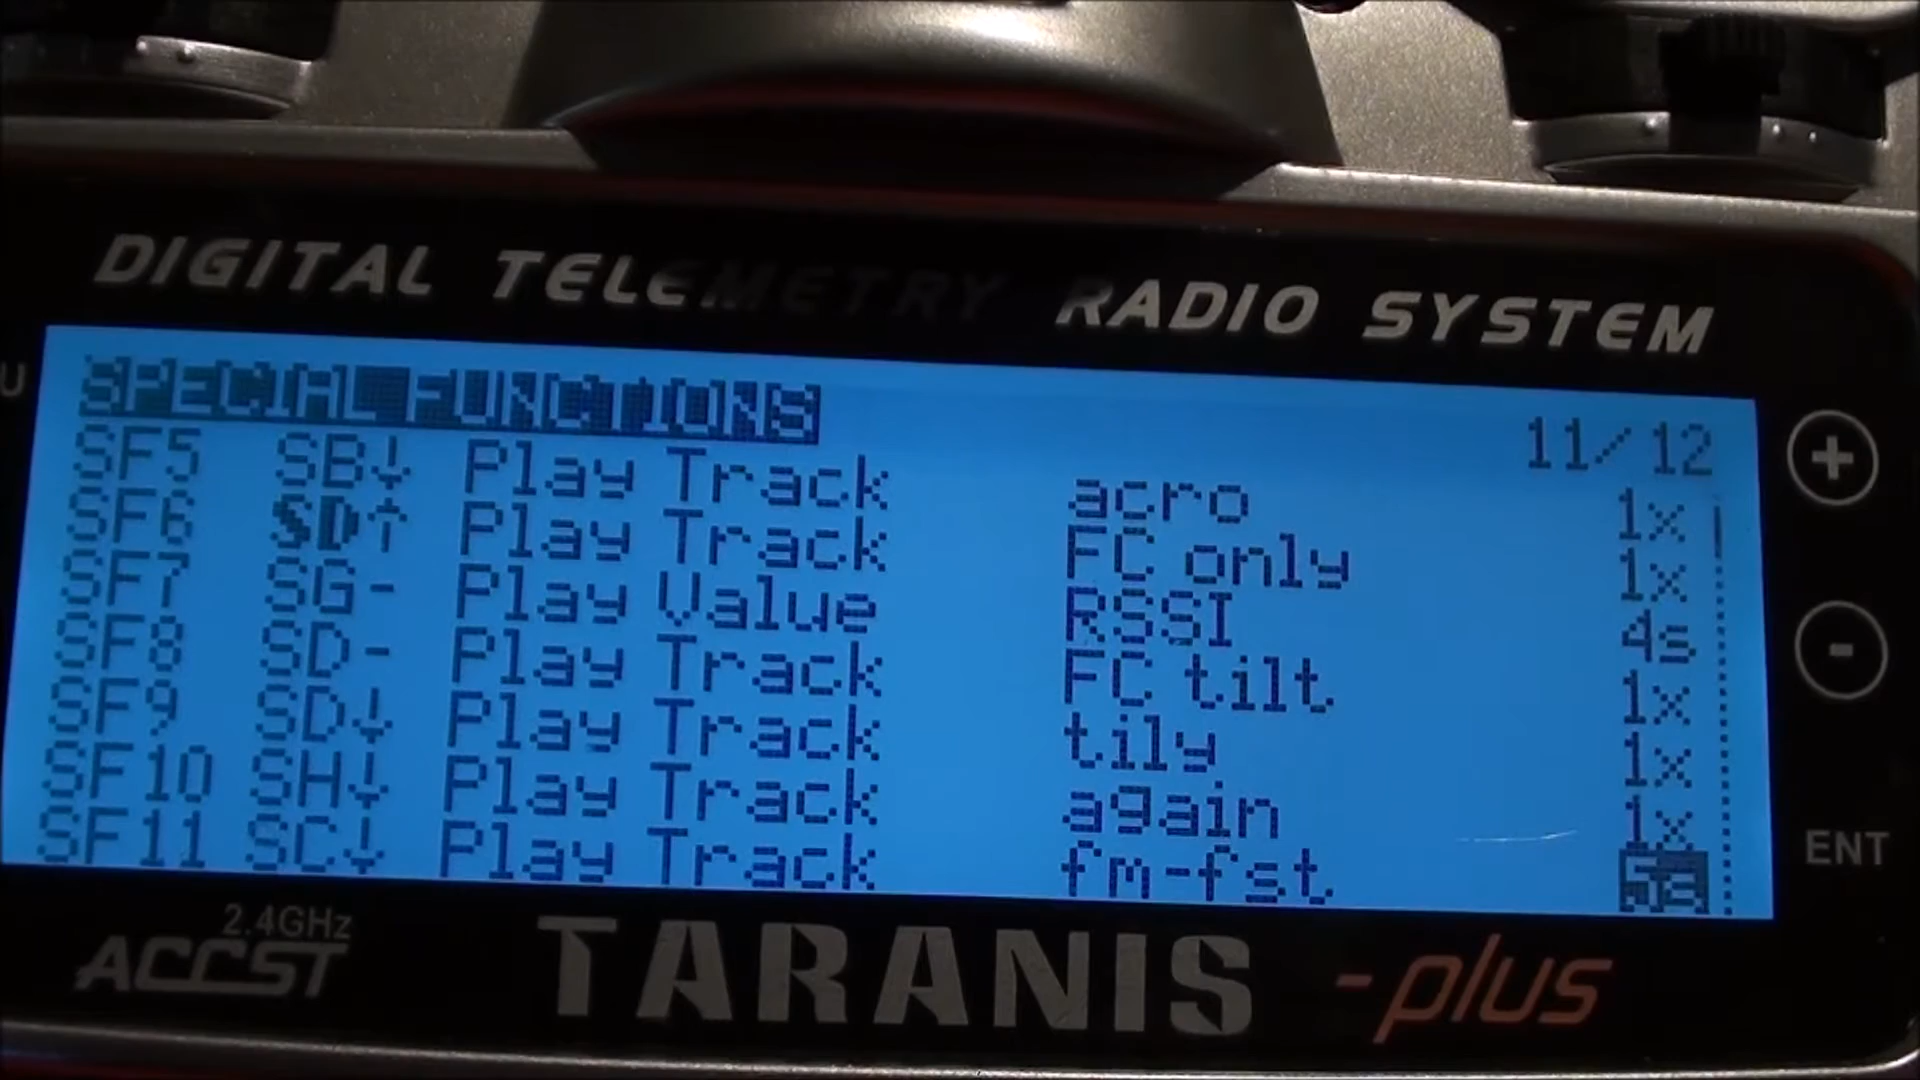 DIGITAL TELEMETRY RADIO SYSTEM
SPECIAL FUNCTIONS 11/12
SF5 SB↓ Play Track acro 1x
SF6 SD↑ Play Track FC only 1x
SF7 SG- Play Value RSSI 4s
SF8 SD- Play Track FC tilt 1x
SF9 SD↓ Play Track tily 1x
SF10 SH↓ Play Track again 1x
SF11 SC↓ Play Track fm-fst 5s
U
+
-
ENT
2.4GHz
ACCST
TARANIS -plus